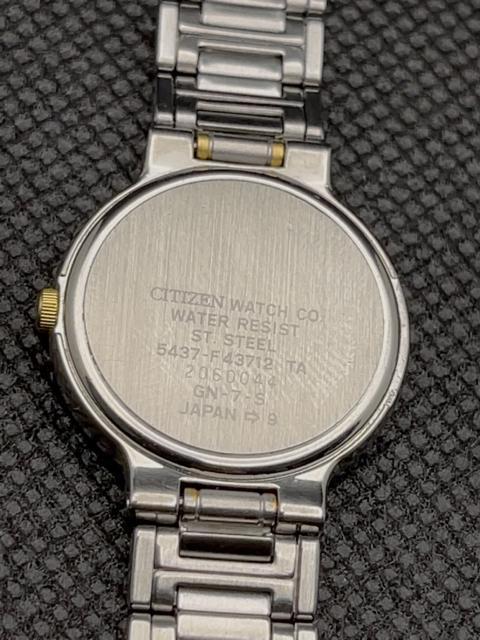 CITIZEN WATCH CO.
WATER RESIST
ST. STEEL
5437-F43712 TA
2060044
GN-7-S
JAPAN ⇨ 9